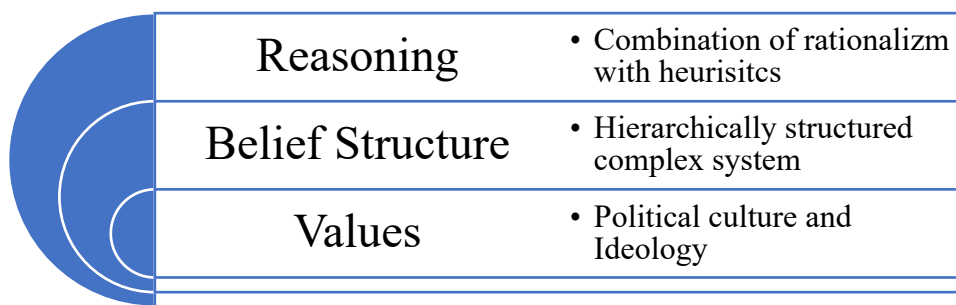 Reasoning
• Combination of rationalizm
with heurisitcs
Belief Structure
• Hierarchically structured
complex system
Values
• Political culture and
Ideology